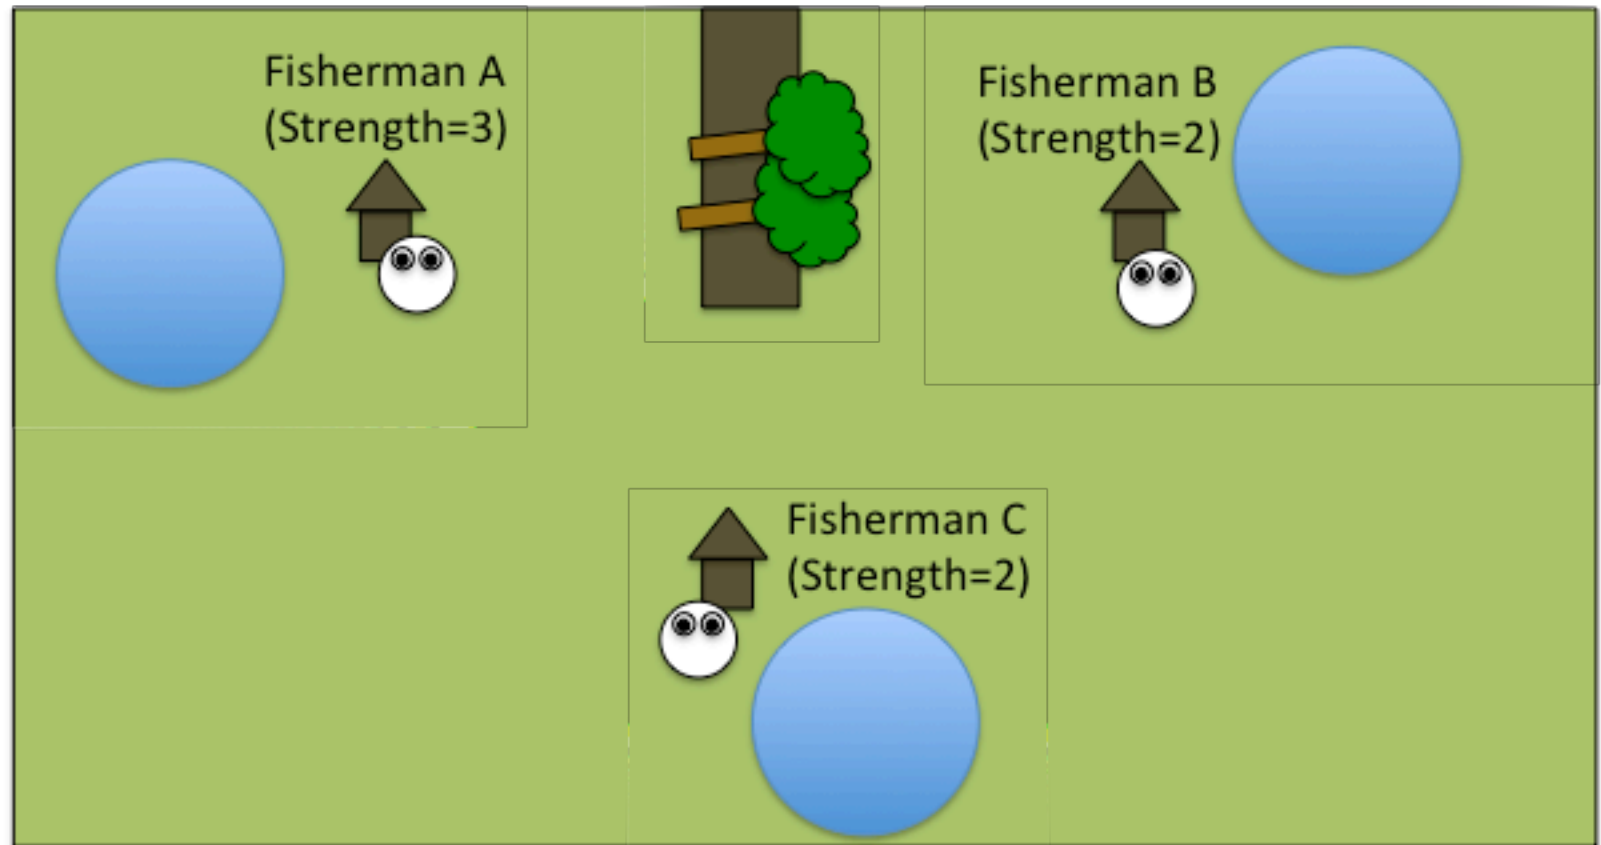 Fisherman A
(Strength=3)
Fisherman B
(Strength=2)
Fisherman C
(Strength=2)